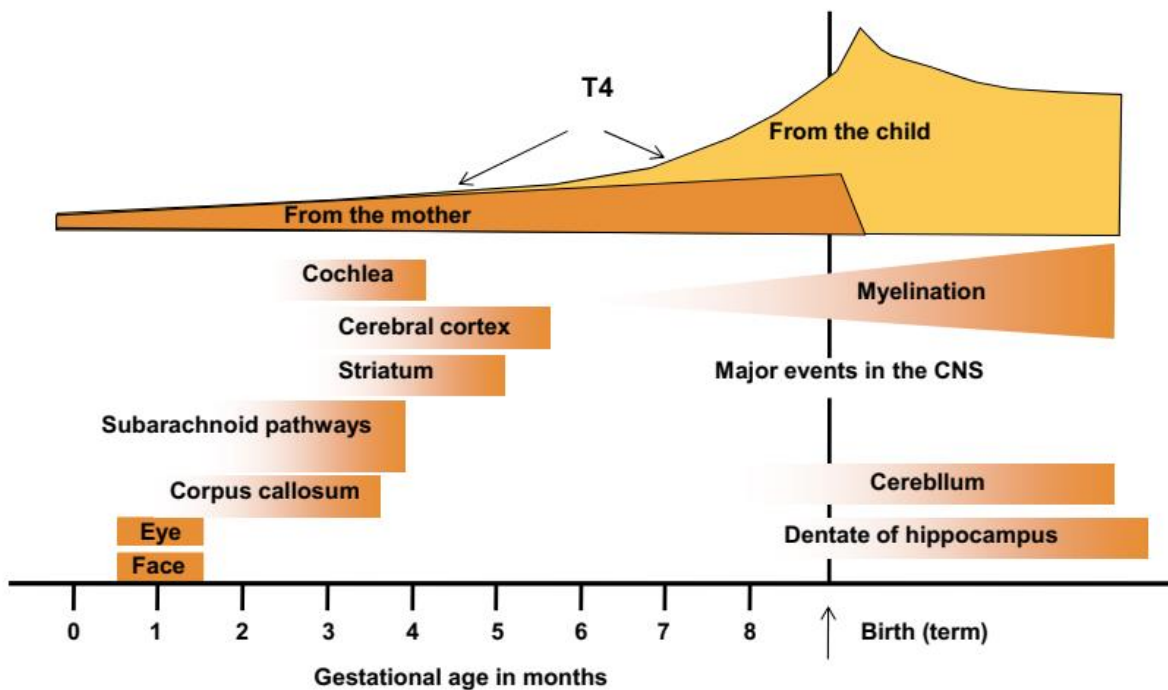 T4
From the child
From the mother
Cochlea
Myelination
Cerebral cortex
Striatum
Major events in the CNS
Subarachnoid pathways
Corpus callosum
Cerebllum
Eye
Dentate of hippocampus
Face
0 1 2 3 4 5 6 7 8 Birth (term)
Gestational age in months